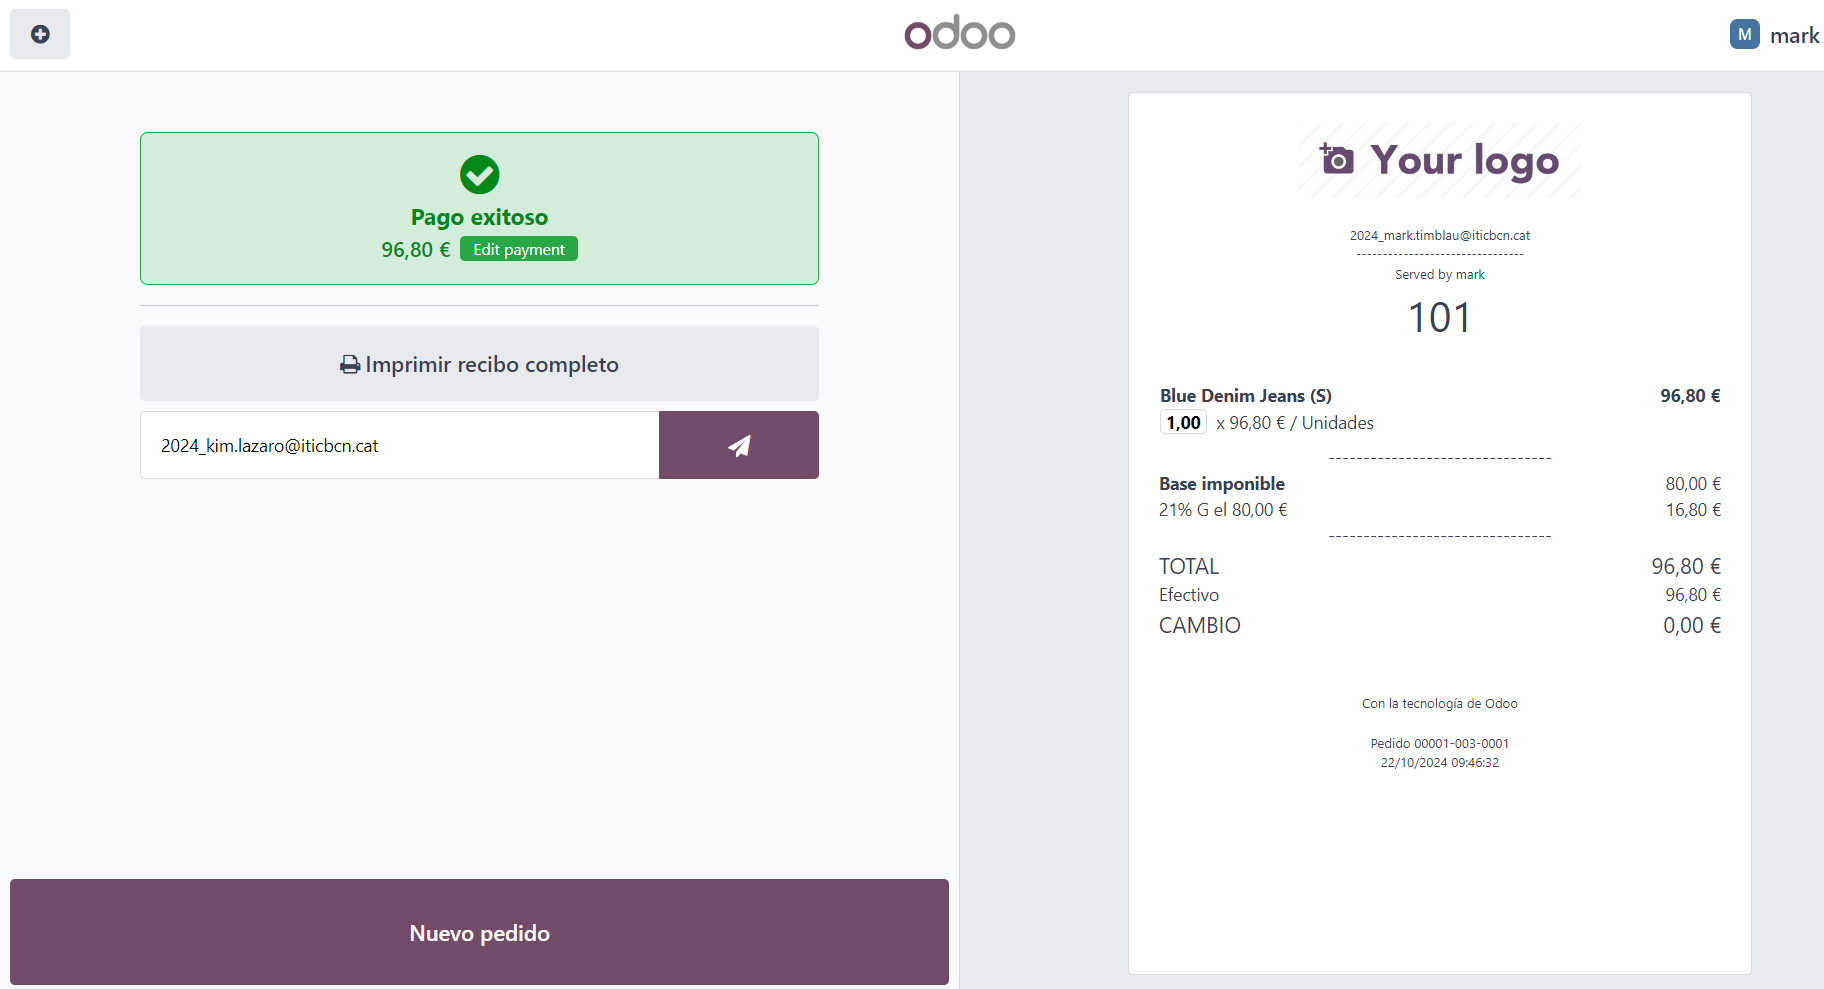 odoo
M mark
Pago exitoso
96,80 € Edit payment
Imprimir recibo completo
2024_kim.lazaro@iticbcn.cat
Nuevo pedido
Your logo
2024_mark.timblau@iticbcn.cat
--------------------------------
Served by mark
101
Blue Denim Jeans (S) 96,80 €
1,00 x 96,80 € / Unidades
--------------------------------
Base imponible 80,00 €
21% G el 80,00 € 16,80 €
--------------------------------
TOTAL 96,80 €
Efectivo 96,80 €
CAMBIO 0,00 €
Con la tecnología de Odoo
Pedido 00001-003-0001
22/10/2024 09:46:32